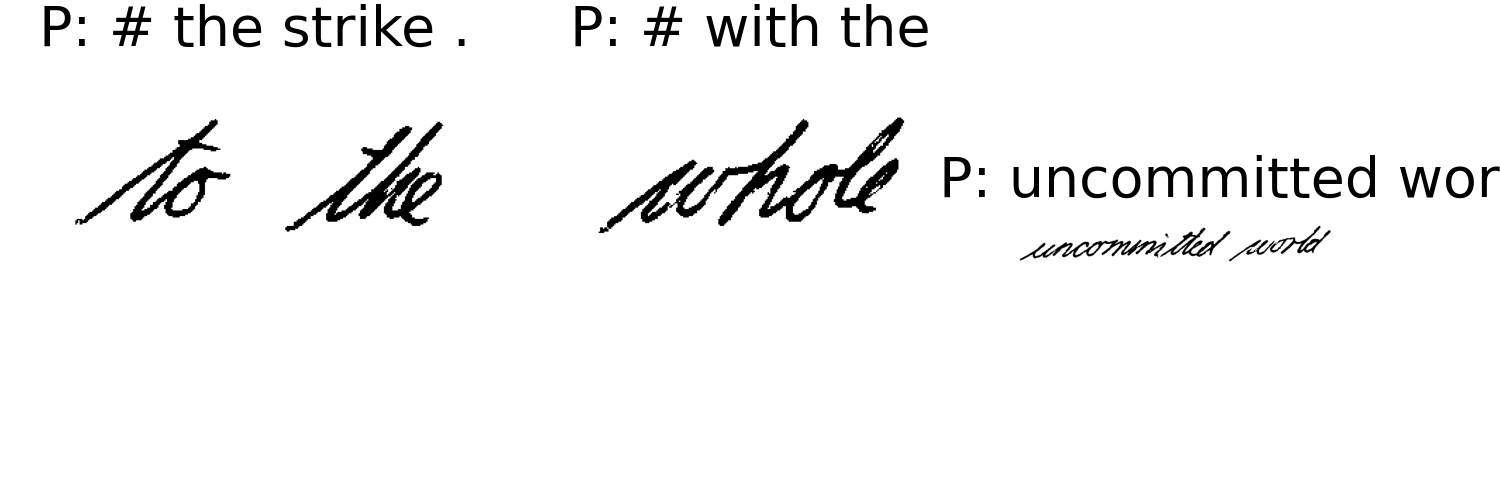 P: # the strike .
to the
P: # with the
whole
P: uncommitted wor
uncommitted world